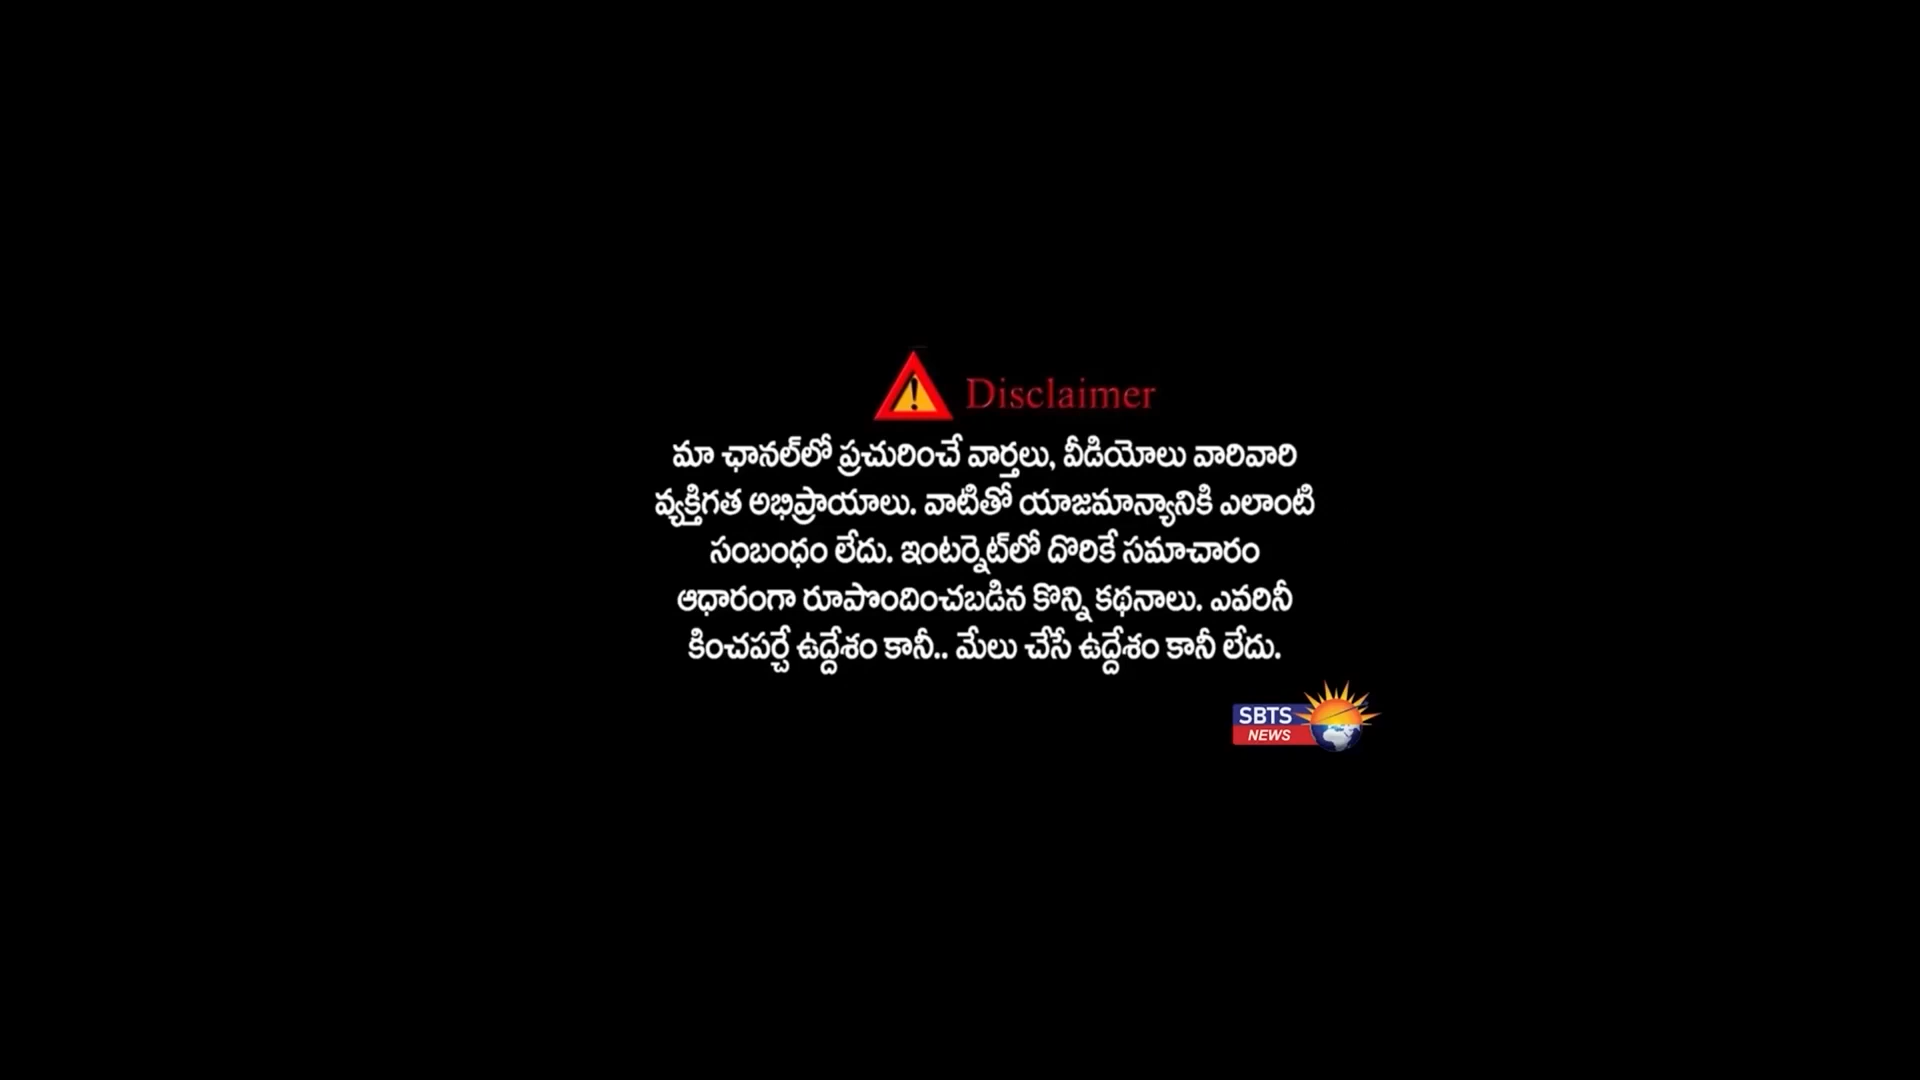 Disclaimer
మా ఛానల్‌లో ప్రచురించే వార్తలు, వీడియోలు వారివారి
వ్యక్తిగత అభిప్రాయాలు. వాటితో యాజమాన్యానికి ఎలాంటి
సంబంధం లేదు. ఇంటర్నెట్‌లో దొరికే సమాచారం
ఆధారంగా రూపొందించబడిన కొన్ని కథనాలు. ఎవరినీ
కించపర్చే ఉద్దేశం కానీ.. మేలు చేసే ఉద్దేశం కానీ లేదు.
SBTS
NEWS